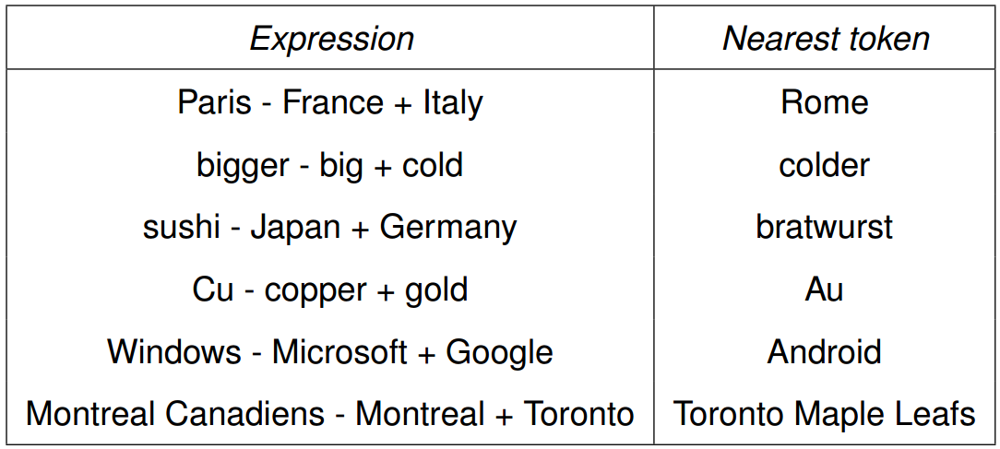 Expression Nearest token
Paris - France + Italy Rome
bigger - big + cold colder
sushi - Japan + Germany bratwurst
Cu - copper + gold Au
Windows - Microsoft + Google Android
Montreal Canadiens - Montreal + Toronto Toronto Maple Leafs